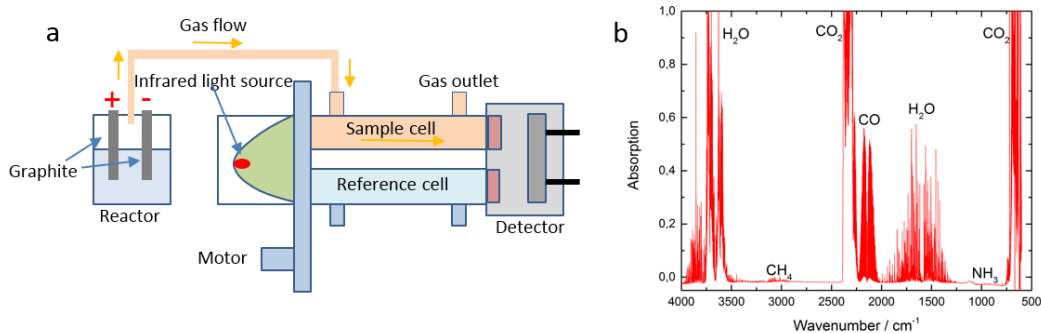 a
Gas flow
Infrared light source
Gas outlet
+ -
Sample cell
Graphite
Reference cell
Reactor
Detector
Motor
b
1,0
0,8
0,6
0,4
0,2
0,0
Absorption
H₂O
CO₂
CO₂
CO
H₂O
CH₄
NH₃
4000 3500 3000 2500 2000 1500 1000 500
Wavenumber / cm⁻¹